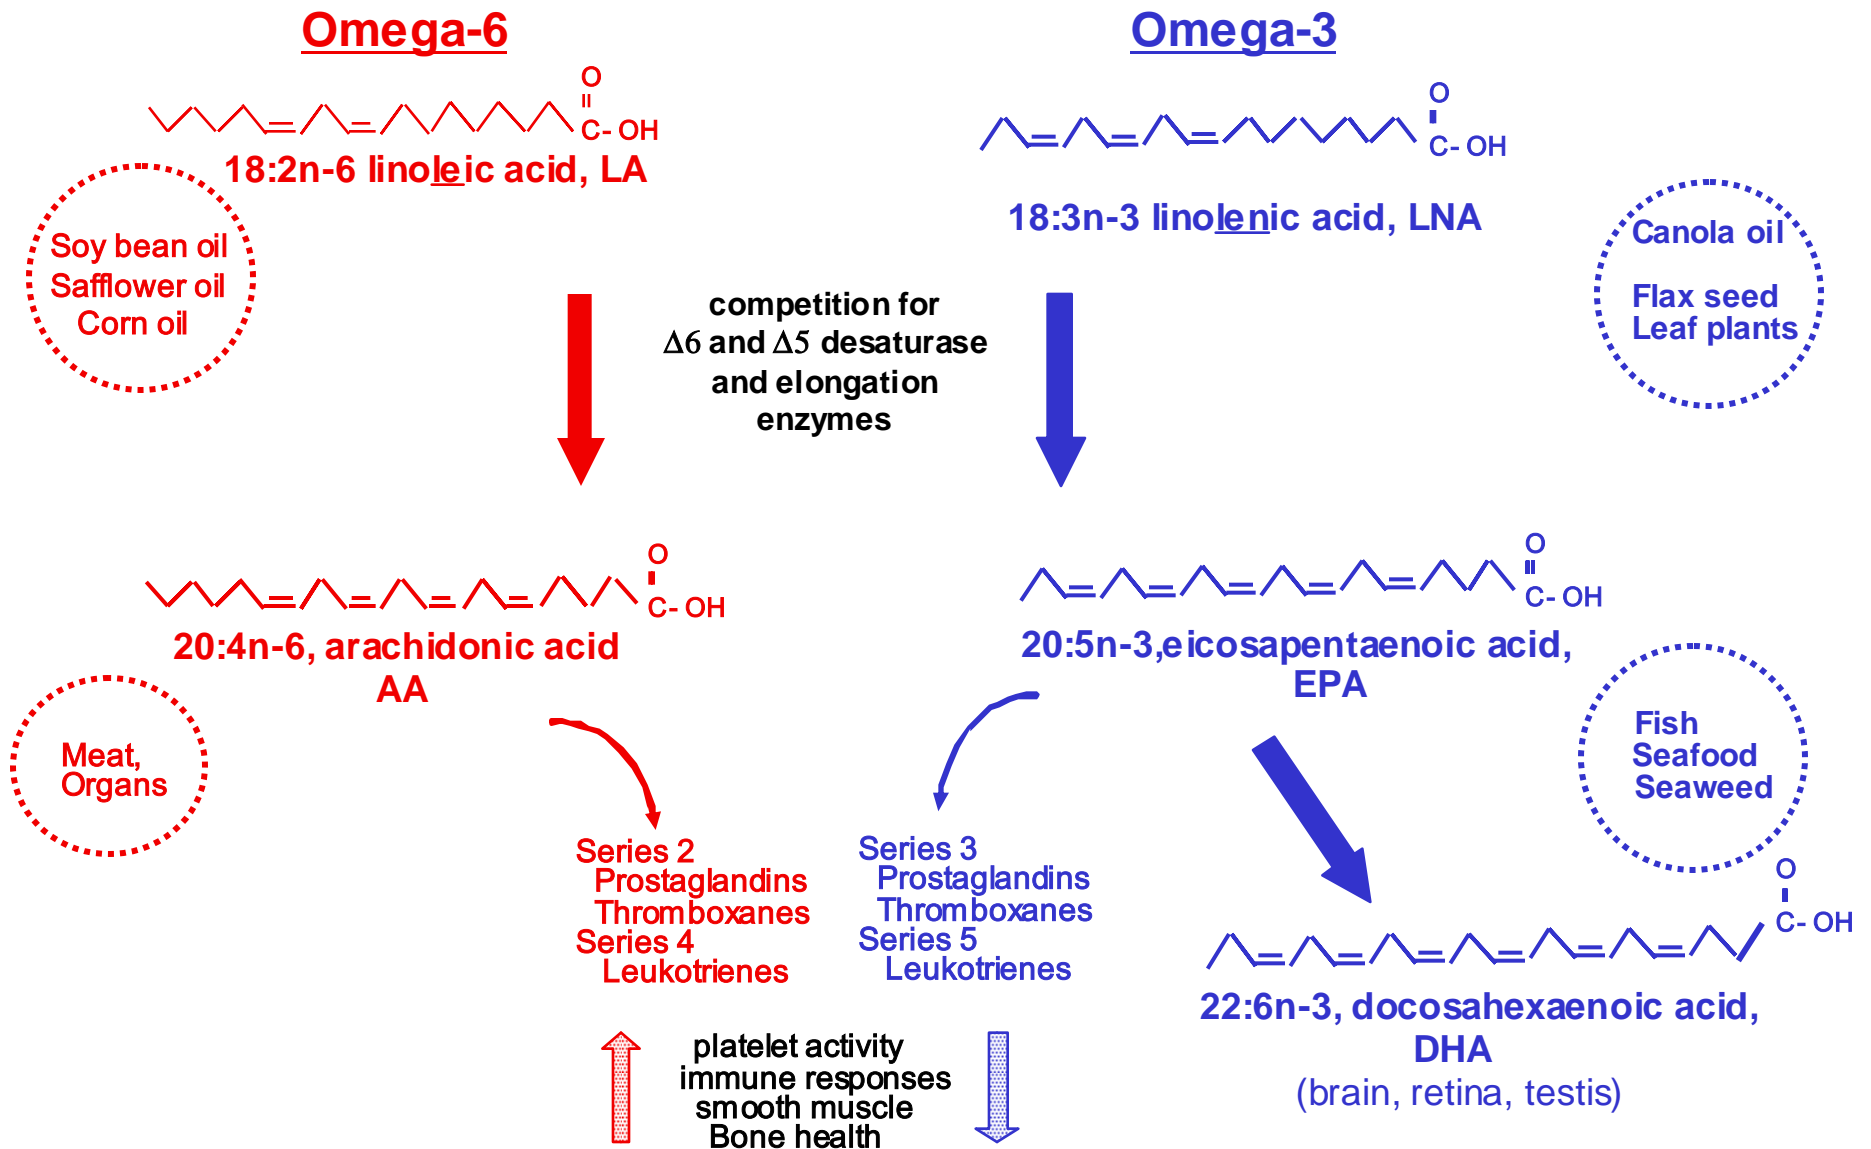 Omega-6
O
C- OH
18:2n-6 linoleic acid, LA
Soy bean oil
Safflower oil
Corn oil
Omega-3
O
C- OH
18:3n-3 linolenic acid, LNA
Canola oil
Flax seed
Leaf plants
competition for
Δ6 and Δ5 desaturase
and elongation
enzymes
O
C- OH
20:4n-6, arachidonic acid
AA
Meat,
Organs
O
C- OH
20:5n-3,eicosapentaenoic acid,
EPA
Fish
Seafood
Seaweed
Series 2
Prostaglandins
Thromboxanes
Series 4
Leukotrienes
Series 3
Prostaglandins
Thromboxanes
Series 5
Leukotrienes
O
C- OH
22:6n-3, docosahexaenoic acid,
DHA
(brain, retina, testis)
platelet activity
immune responses
smooth muscle
Bone health